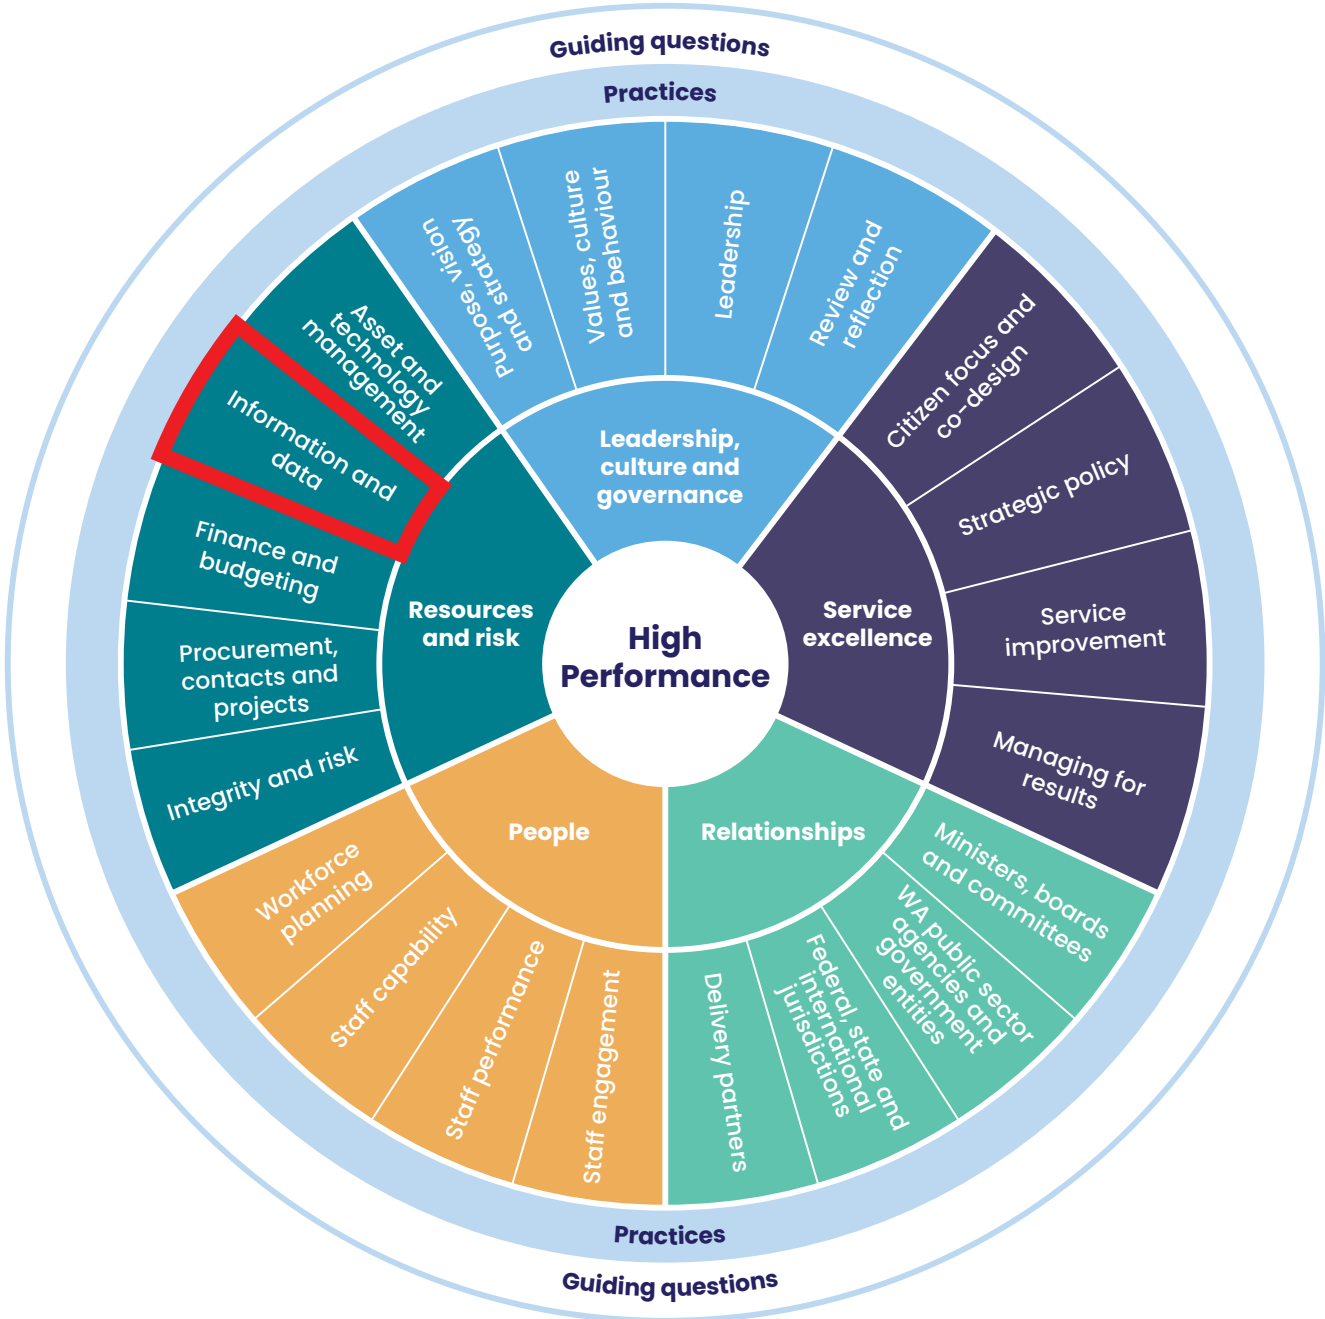 Guiding questions
Practices
Purpose, vision
and strategy
Values, culture
and behaviour
Leadership
Review and
reflection
Citizen focus and
co-design
Strategic policy
Service
improvement
Managing for
results
Ministers, boards
and committees
WA public sector
agencies and
government
entities
Federal, state and
international
jurisdictions
Delivery partners
Staff engagement
Staff performance
Staff capability
Workforce
planning
Integrity and risk
Procurement,
contacts and
projects
Finance and
budgeting
Information and
data
Asset and
technology
management
Leadership,
culture and
governance
Service
excellence
Relationships
People
Resources
and risk
High
Performance
Practices
Guiding questions